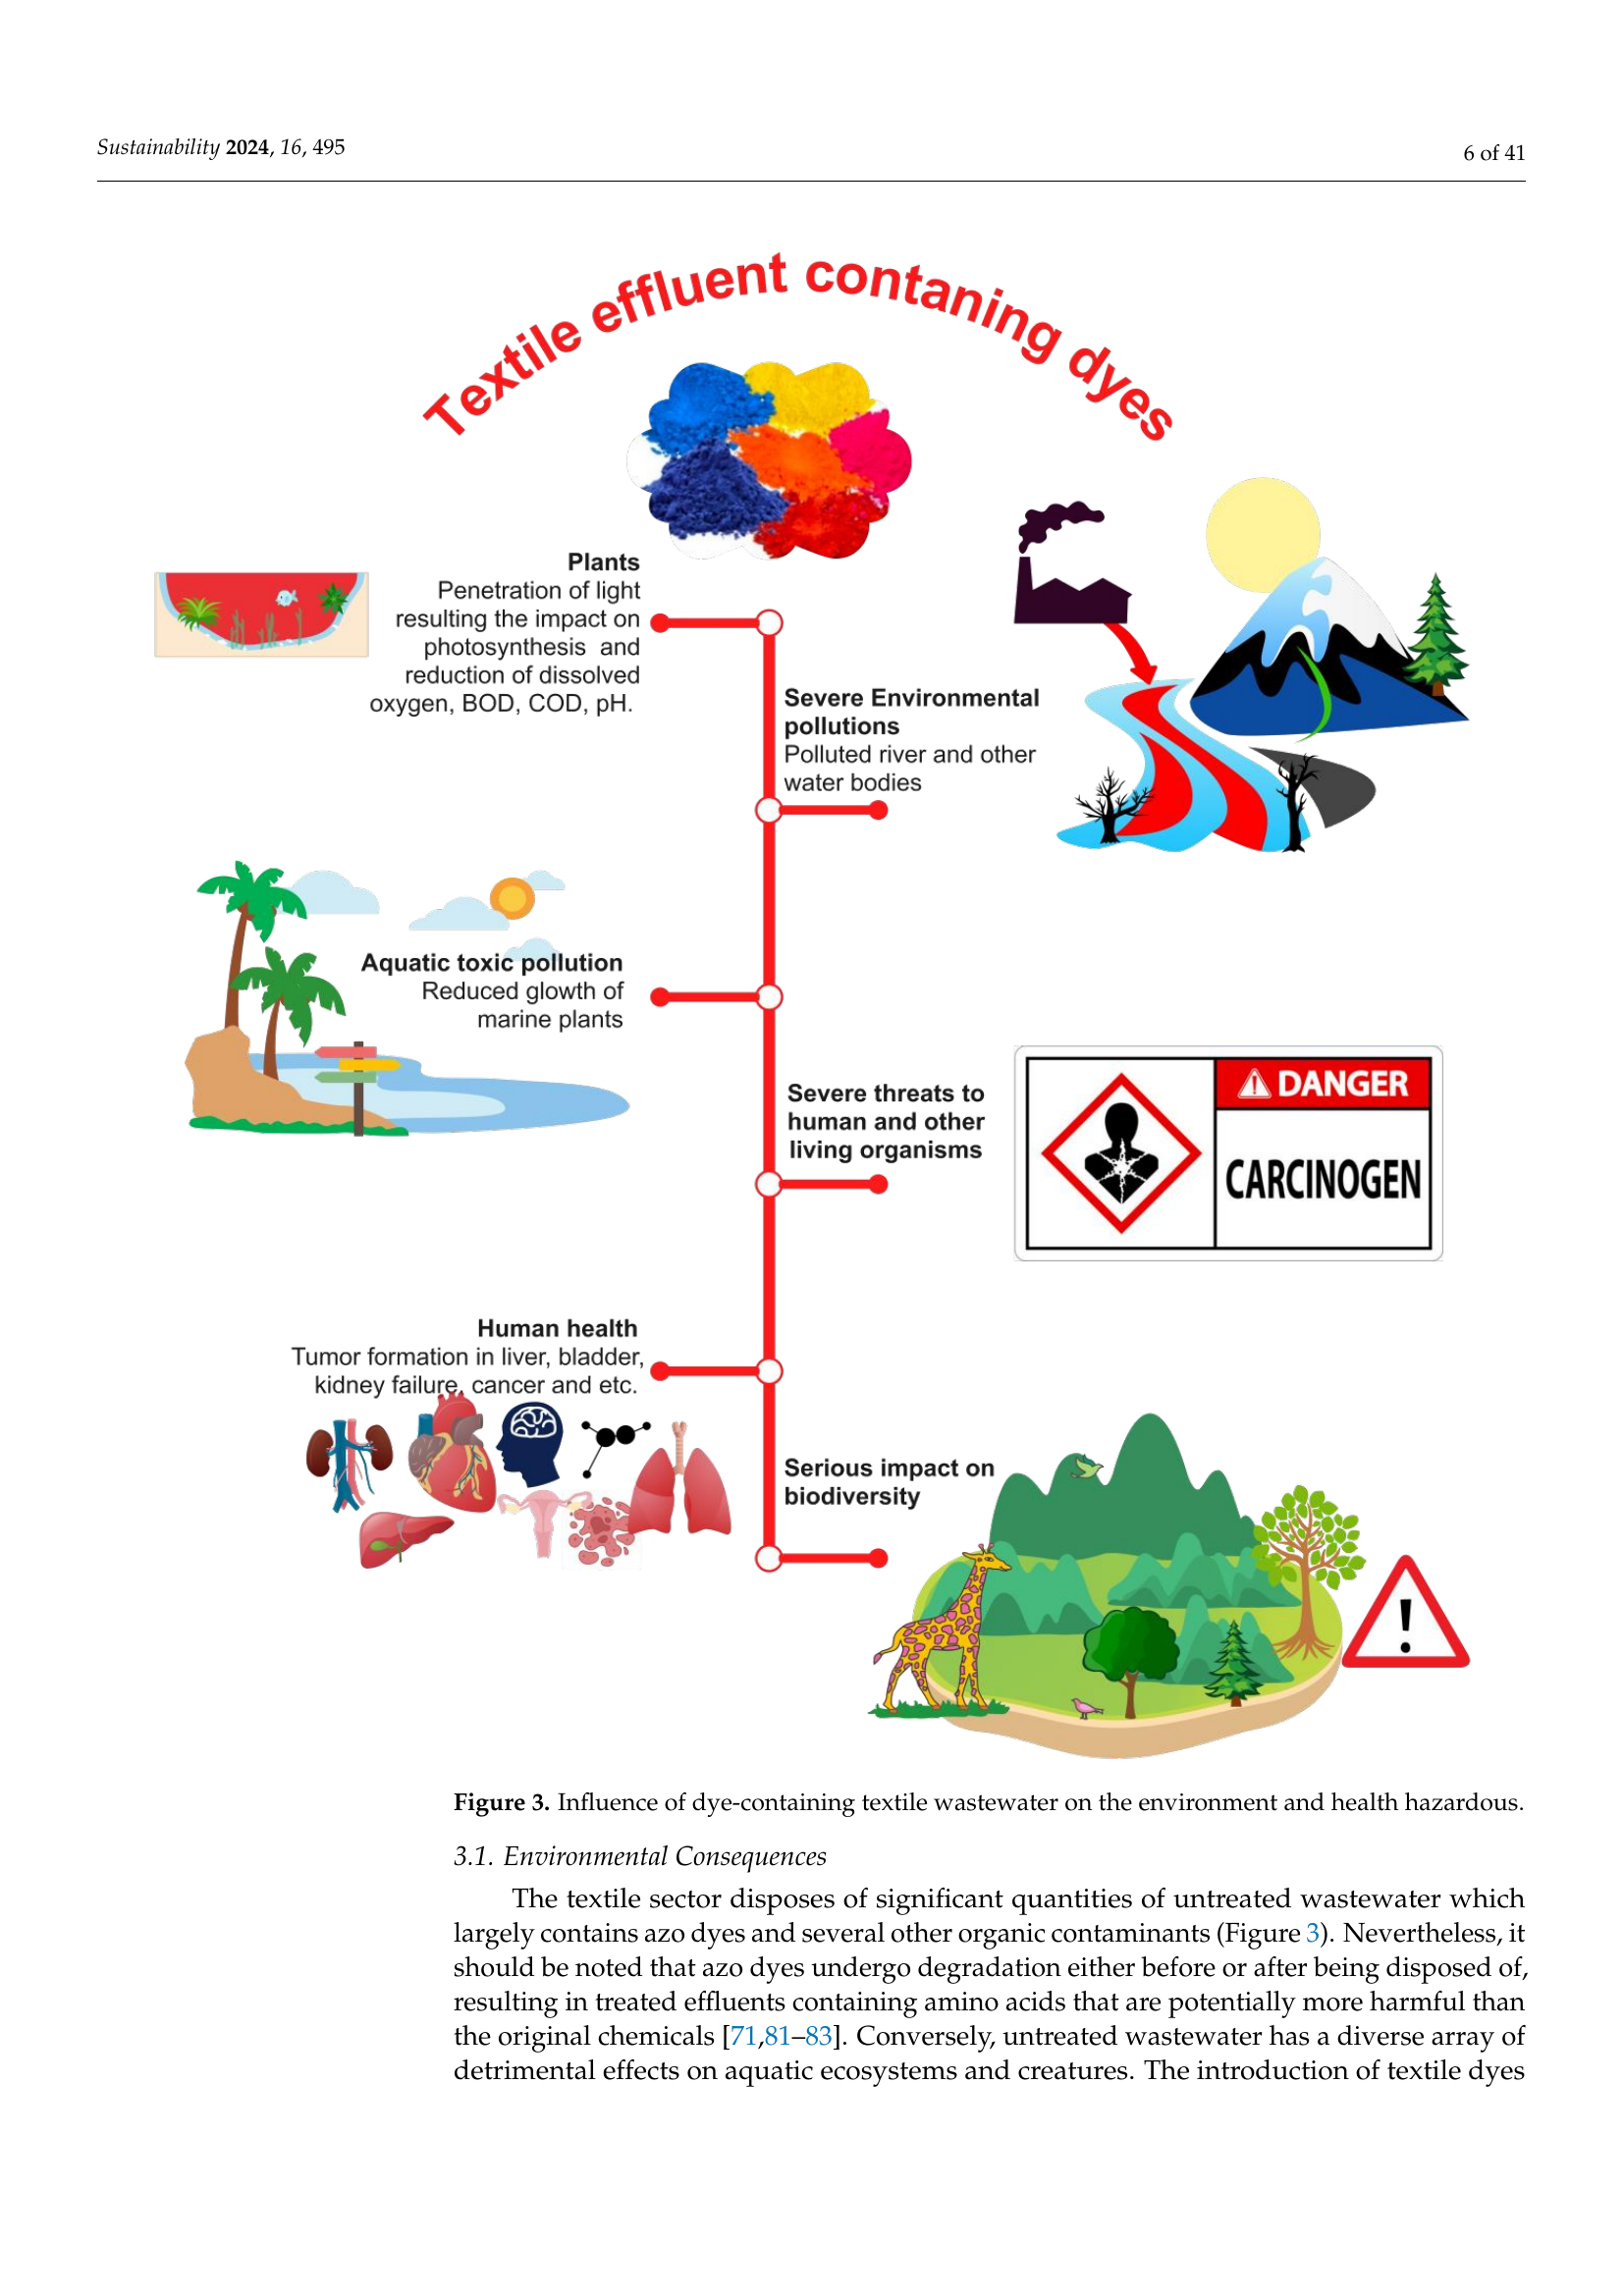 Sustainability 2024, 16, 495
6 of 41
Textile effluent contaning dyes
Plants
Penetration of light
resulting the impact on
photosynthesis and
reduction of dissolved
oxygen, BOD, COD, pH.
Severe Environmental
pollutions
Polluted river and other
water bodies
Aquatic toxic pollution
Reduced growth of
marine plants
Severe threats to
human and other
living organisms
DANGER
CARCINOGEN
Human health
Tumor formation in liver, bladder,
kidney failure, cancer and etc.
Serious impact on
biodiversity
!
Figure 3. Influence of dye-containing textile wastewater on the environment and health hazardous.
3.1. Environmental Consequences
The textile sector disposes of significant quantities of untreated wastewater which
largely contains azo dyes and several other organic contaminants (Figure 3). Nevertheless, it
should be noted that azo dyes undergo degradation either before or after being disposed of,
resulting in treated effluents containing amino acids that are potentially more harmful than
the original chemicals [71,81–83]. Conversely, untreated wastewater has a diverse array of
detrimental effects on aquatic ecosystems and creatures. The introduction of textile dyes